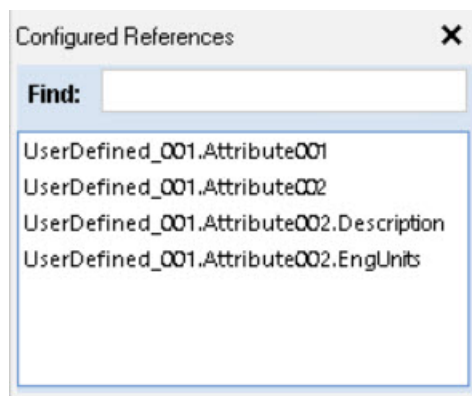 Configured References
Find:
UserDefined_001.Attribute001
UserDefined_001.Attribute002
UserDefined_001.Attribute002.Description
UserDefined_001.Attribute002.EngUnits